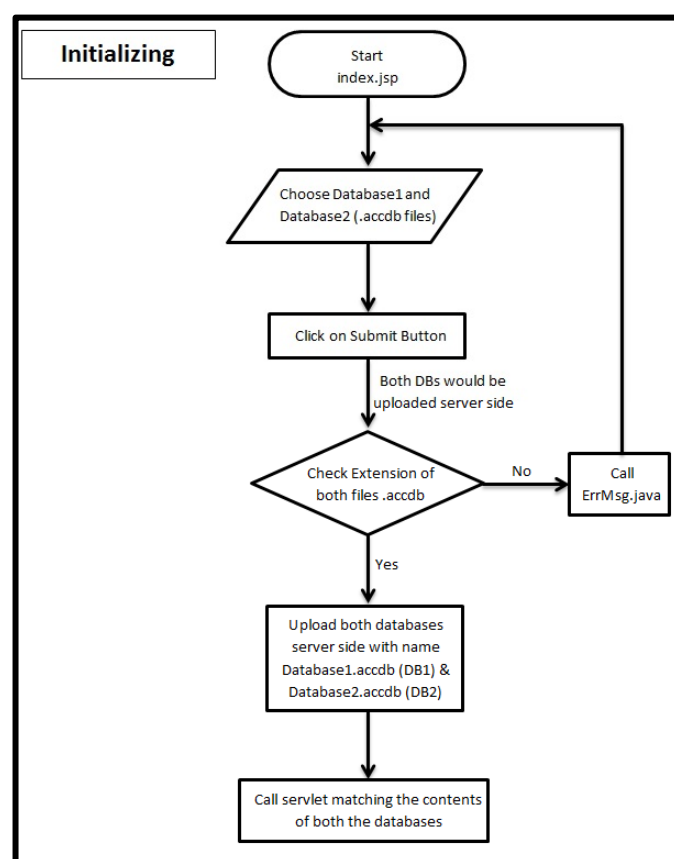 Initializing
Start
index.jsp
Choose Database1 and
Database2 (.accdb files)
Click on Submit Button
Both DBs would be
uploaded server side
Check Extension of
both files .accdb
No
Call
ErrMsg.java
Yes
Upload both databases
server side with name
Database1.accdb (DB1) &
Database2.accdb (DB2)
Call servlet matching the contents
of both the databases